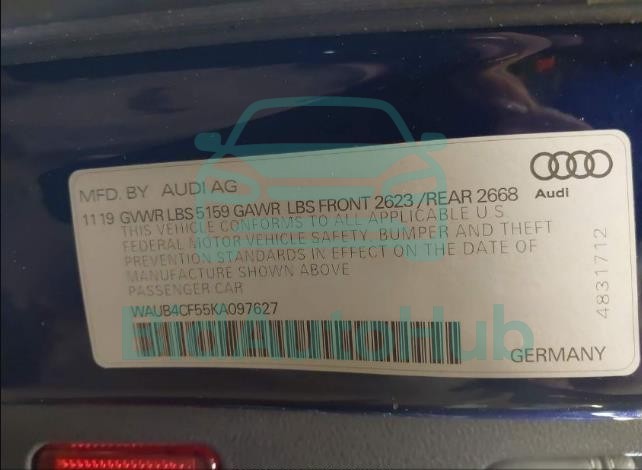 MFD. BY AUDI AG
Audi
11 19 GVWR LBS 5159 GAWR LBS FRONT 2623 /REAR 2668
THIS VEHICLE CONFORMS TO ALL APPLICABLE U.S.
FEDERAL MOTOR VEHICLE SAFETY, BUMPER AND THEFT
PREVENTION STANDARDS IN EFFECT ON THE DATE OF
MANUFACTURE SHOWN ABOVE
PASSENGER CAR
WAUB4CF55KA097627
4831712
BidAutoHub
GERMANY